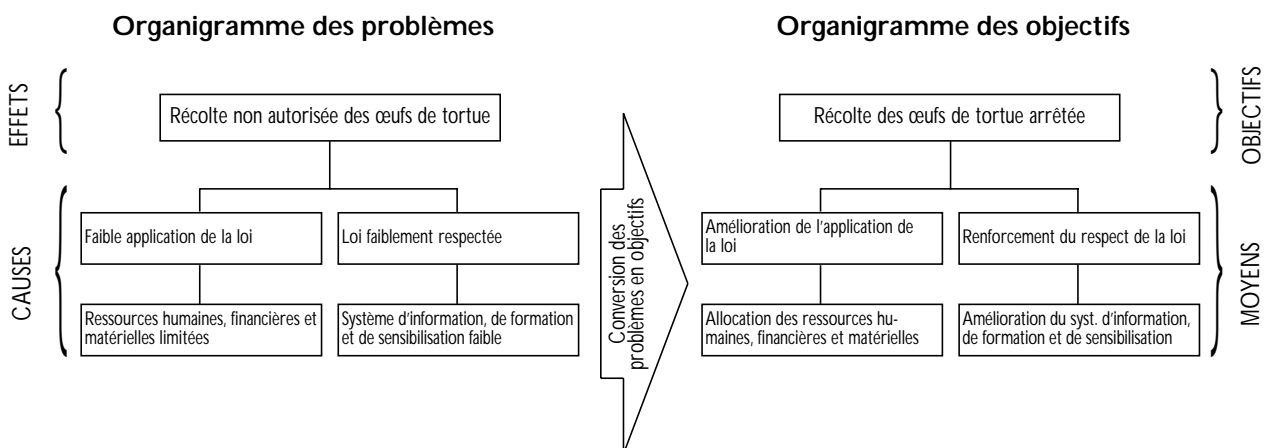 Organigramme des problèmes
EFFETS
Récolte non autorisée des œufs de tortue
CAUSES
Faible application de la loi
Loi faiblement respectée
Ressources humaines, financières et
matérielles limitées
Système d'information, de formation
et de sensibilisation faible
Conversion des
problèmes en objectifs
Organigramme des objectifs
Récolte des œufs de tortue arrêtée
OBJECTIFS
Amélioration de l'application de
la loi
Renforcement du respect de la loi
Allocation des ressources hu-
maines, financières et matérielles
Amélioration du syst. d'information,
de formation et de sensibilisation
MOYENS